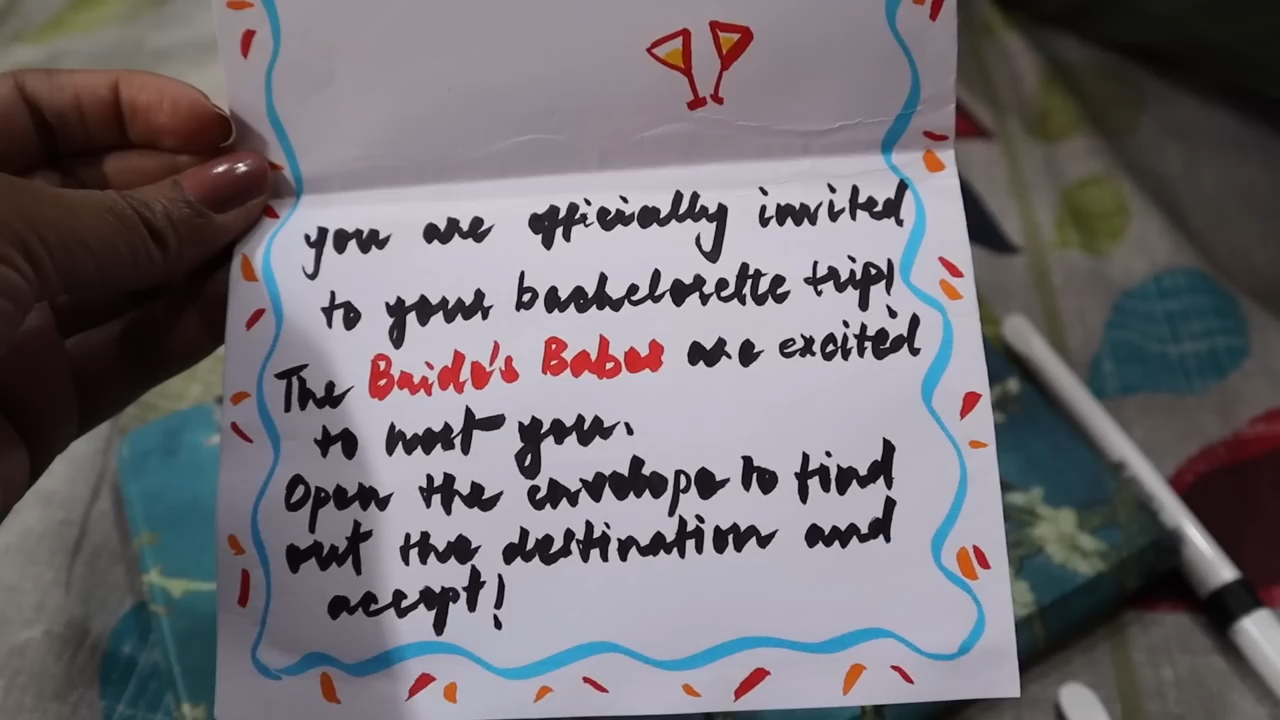 you are officially invited
to your bachelorette trip!
The Bride's Babes are excited
to host you.
Open the envelope to find
out the destination and
accept!